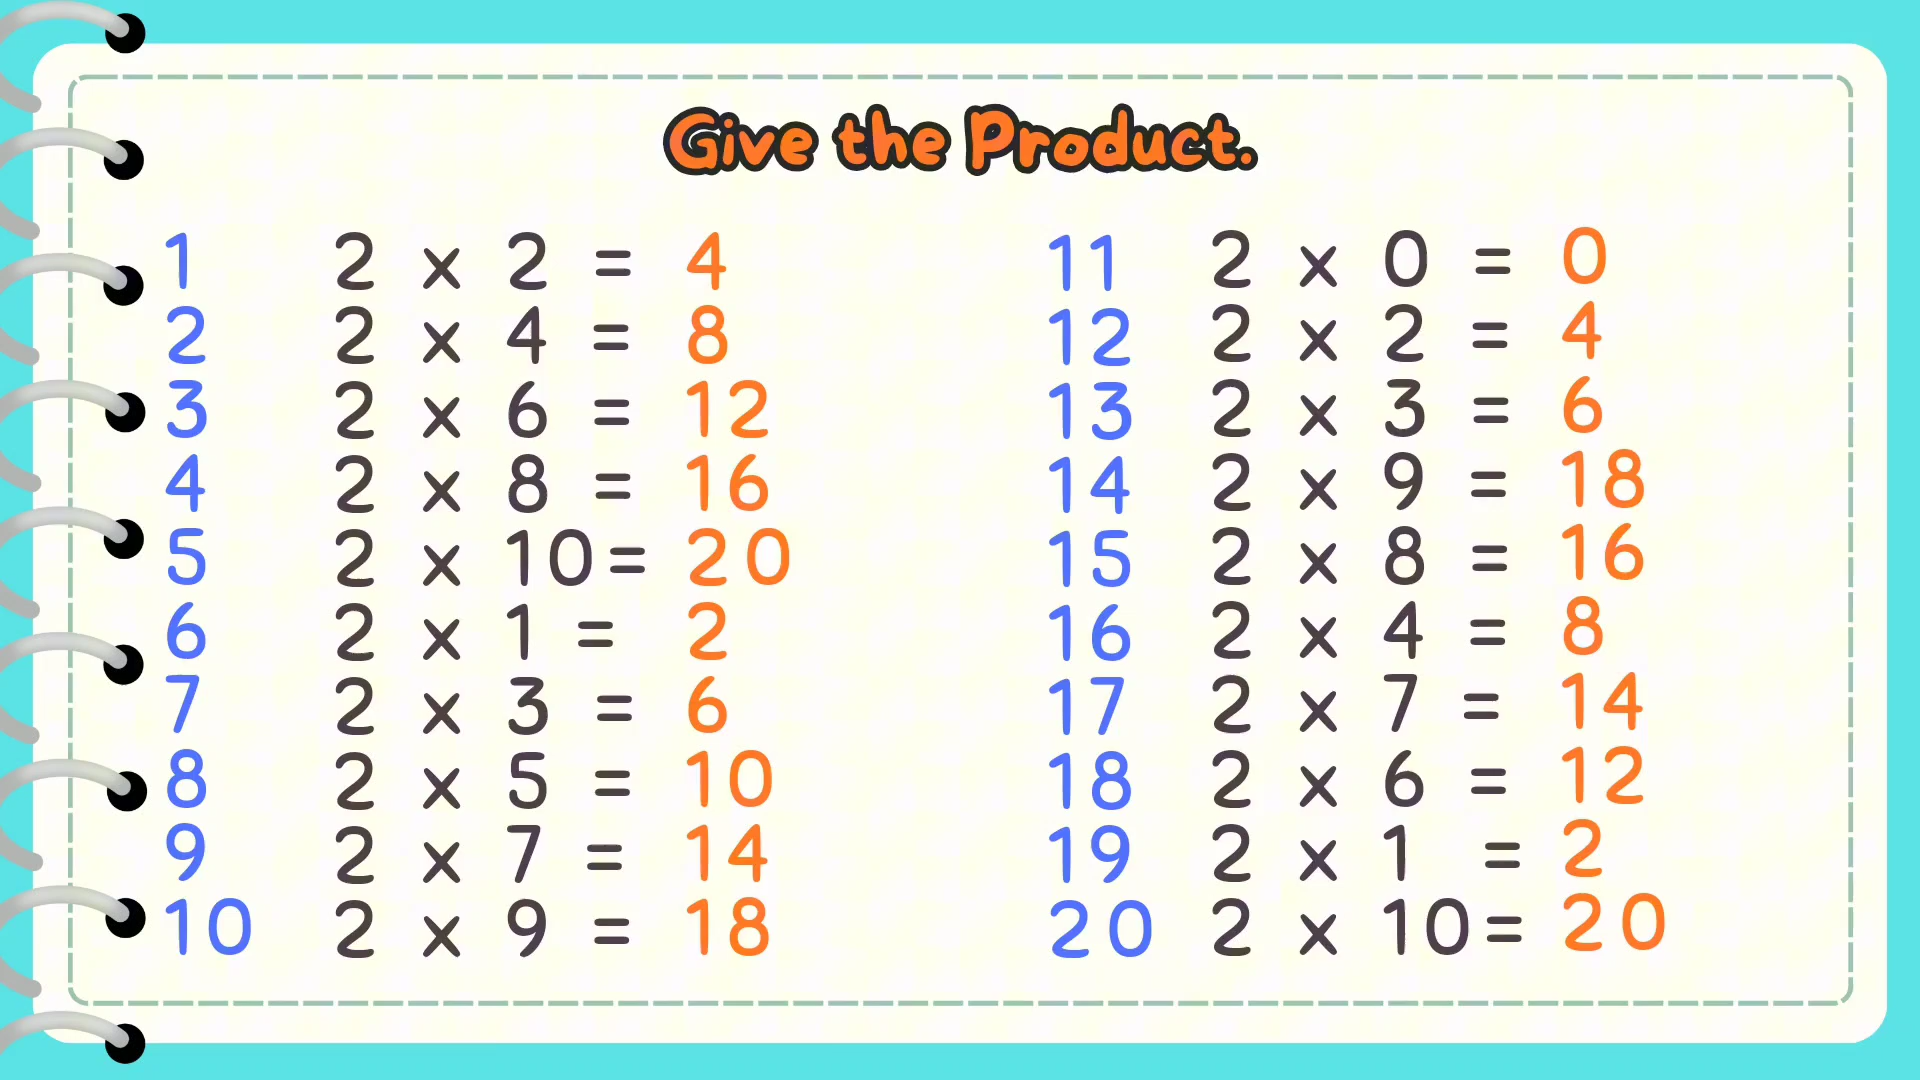 Give the Product.
1 2 x 2 = 4
2 2 x 4 = 8
3 2 x 6 = 12
4 2 x 8 = 16
5 2 x 10 = 20
6 2 x 1 = 2
7 2 x 3 = 6
8 2 x 5 = 10
9 2 x 7 = 14
10 2 x 9 = 18
11 2 x 0 = 0
12 2 x 2 = 4
13 2 x 3 = 6
14 2 x 9 = 18
15 2 x 8 = 16
16 2 x 4 = 8
17 2 x 7 = 14
18 2 x 6 = 12
19 2 x 1 = 2
20 2 x 10 = 20